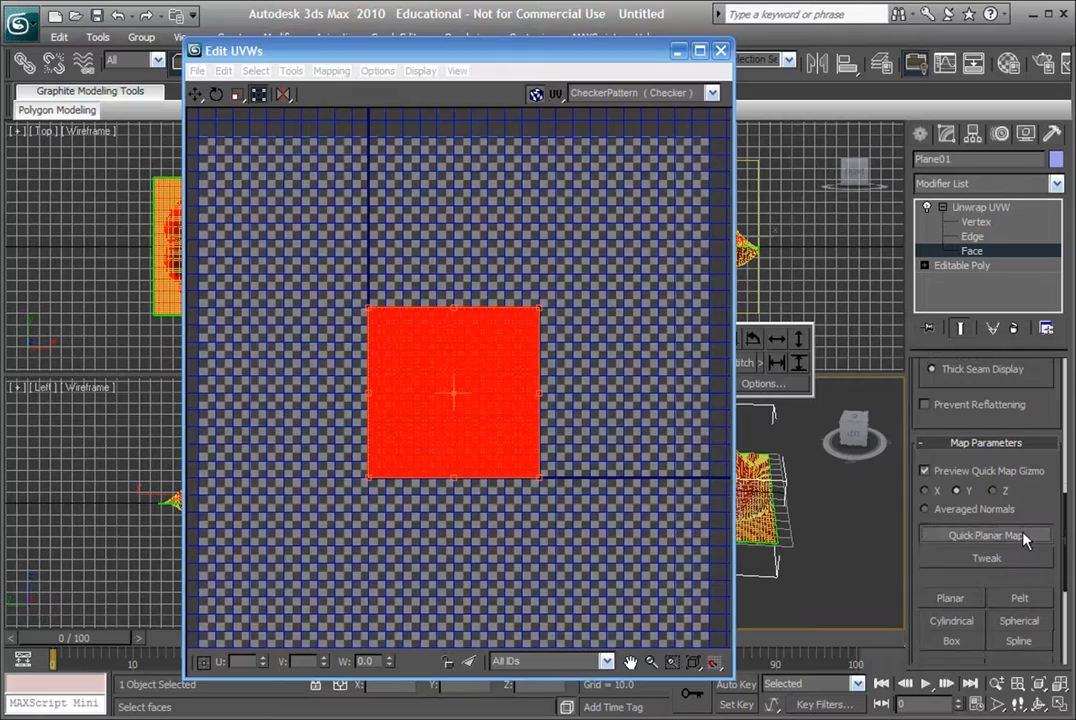 Autodesk 3ds Max 2010 Educational - Not for Commercial Use Untitled
Type a keyword or phrase
Edit Tools Group
All
Graphite Modeling Tools
Polygon Modeling
[ + ] [ Top ] [ Wireframe ]
[ + ] [ Left ] [ Wireframe ]
Edit UVWs
File Edit Select Tools Mapping Options Display View
UV CheckerPattern ( Checker )
U: V: W: 0.0 All IDs
Options...
Plane01
Modifier List
Unwrap UVW
Vertex
Edge
Face
Editable Poly
Thick Seam Display
Prevent Reflattening
Map Parameters
Preview Quick Map Gizmo
X Y Z
Averaged Normals
Quick Planar Map
Tweak
Planar Pelt
Cylindrical Spherical
Box Spline
0 / 100
0 10 90 100
1 Object Selected X: Y: Z: Grid = 10.0 Auto Key Selected
MAXScript Mini Select faces Add Time Tag Set Key Key Filters... 0